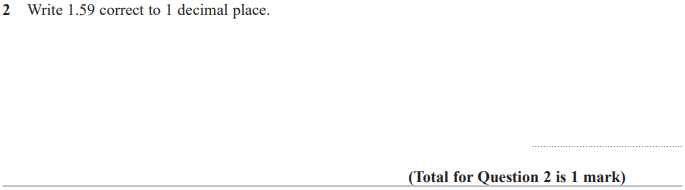 2 Write 1.59 correct to 1 decimal place.
(Total for Question 2 is 1 mark)